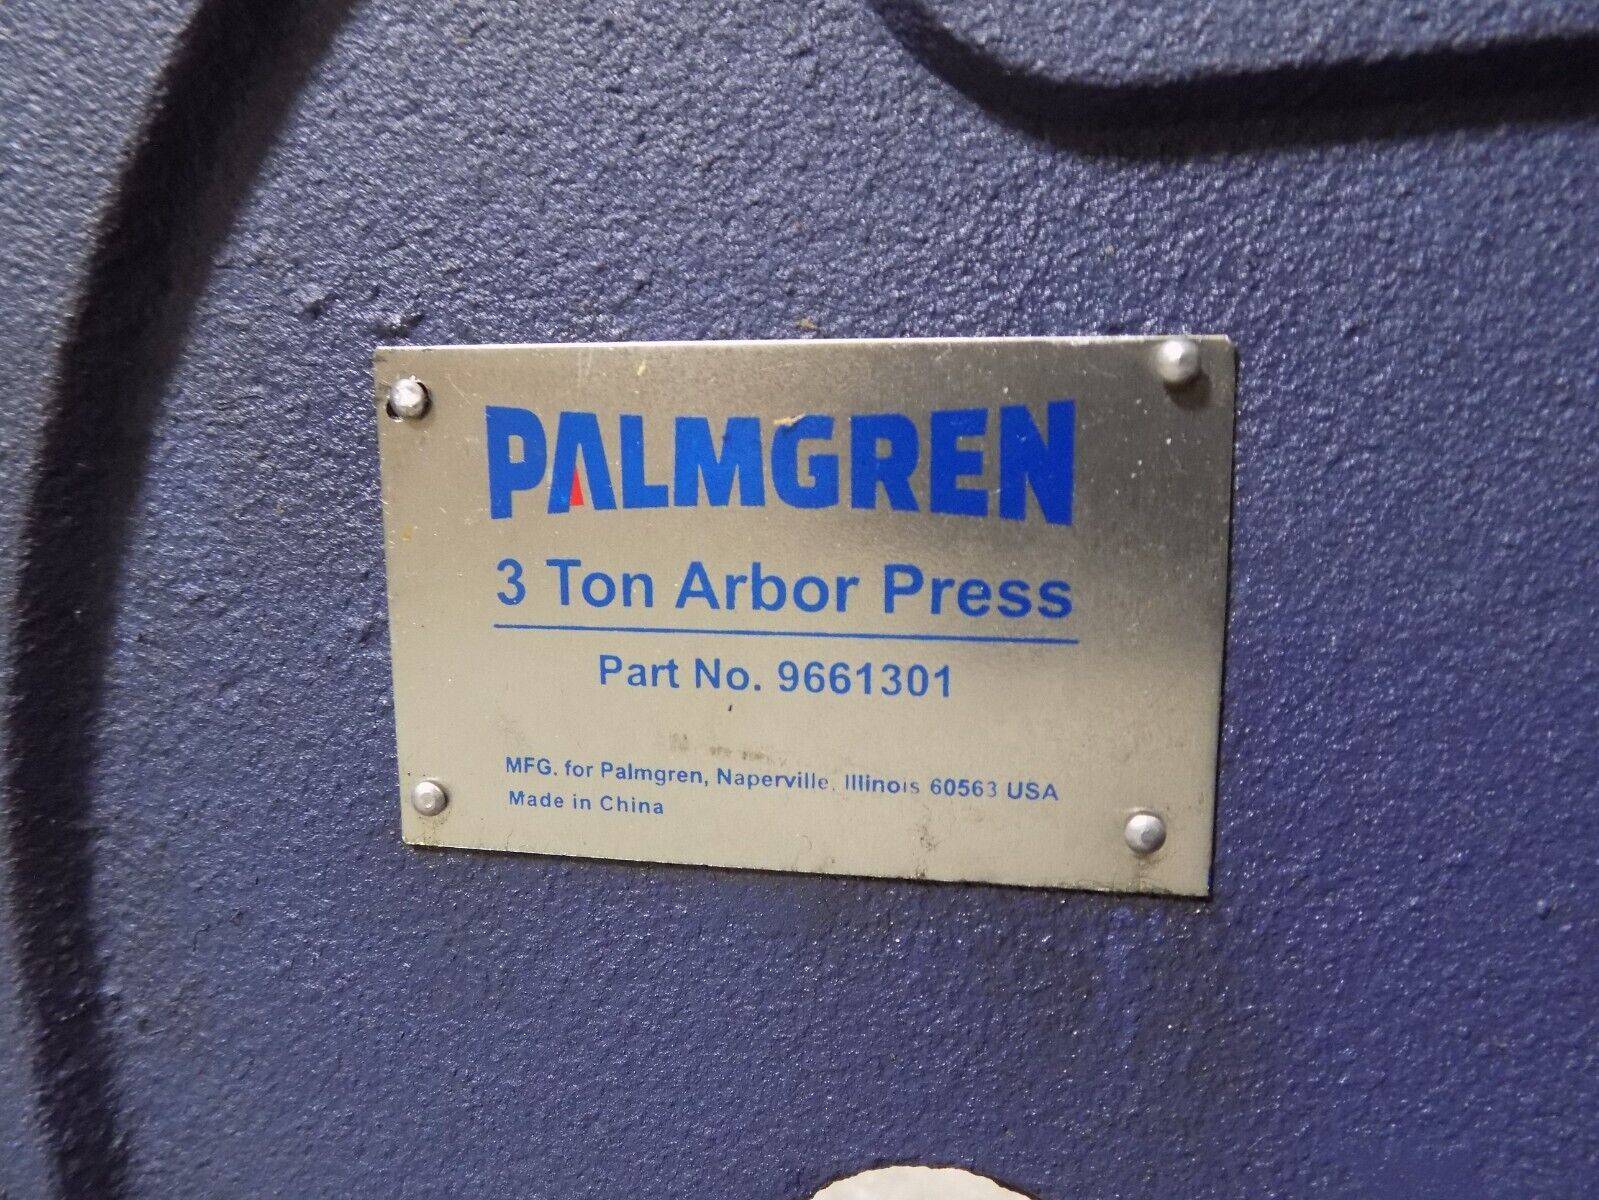 PALMGREN
3 Ton Arbor Press
Part No. 9661301
MFG. for Palmgren, Naperville, Illinois 60563 USA
Made in China